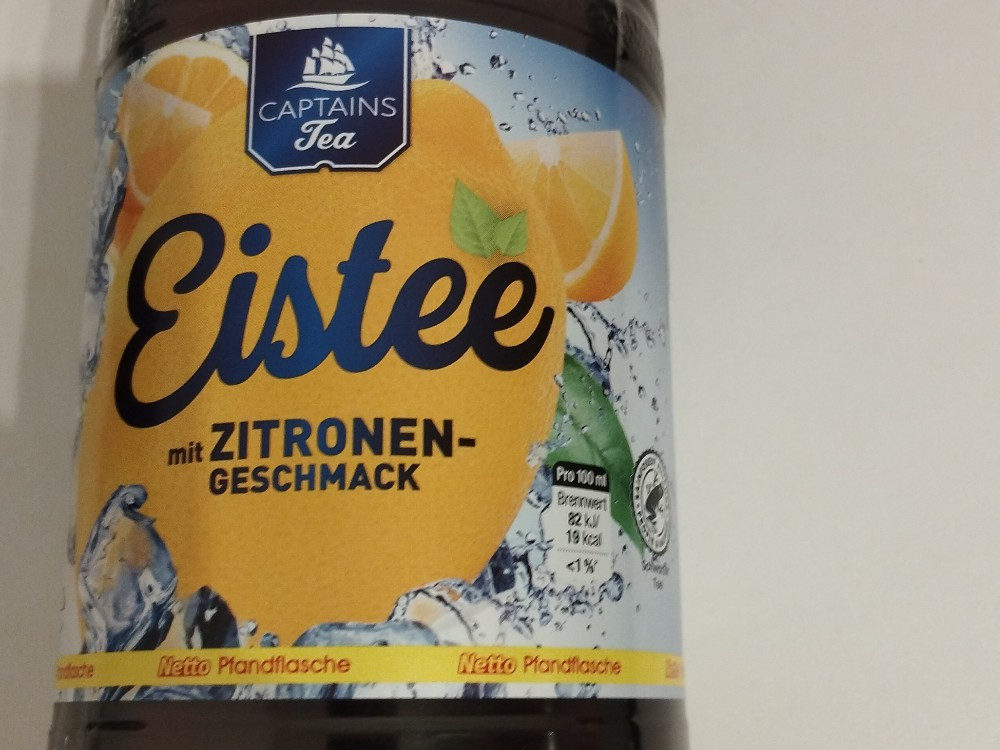 CAPTAINS
Tea
Eistee
mit ZITRONEN-
GESCHMACK
Pro 100 ml
Brennwert
82 kJ/
19 kcal
<1 %*
Tee
Netto Pfandflasche
Netto Pfandflasche